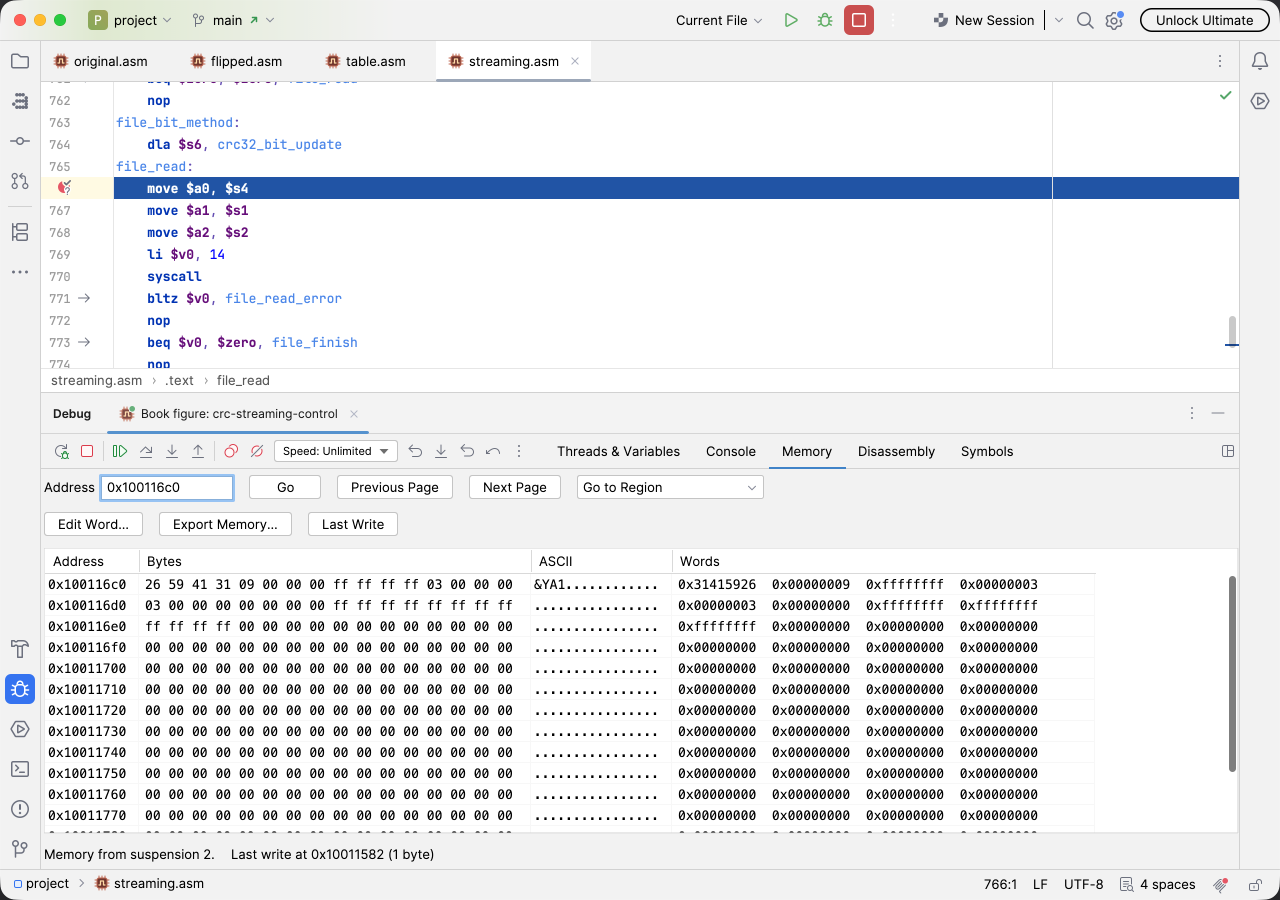 P project main Current File New Session Unlock Ultimate
original.asm flipped.asm table.asm streaming.asm
762 nop
763 file_bit_method:
764 dla $s6, crc32_bit_update
765 file_read:
move $a0, $s4
767 move $a1, $s1
768 move $a2, $s2
769 li $v0, 14
770 syscall
771 bltz $v0, file_read_error
772 nop
773 beq $v0, $zero, file_finish
774 nop
streaming.asm › .text › file_read
Debug Book figure: crc-streaming-control
Speed: Unlimited Threads & Variables Console Memory Disassembly Symbols
Address 0x100116c0 Go Previous Page Next Page Go to Region
Edit Word... Export Memory... Last Write
Address Bytes ASCII Words
0x100116c0 26 59 41 31 09 00 00 00 ff ff ff ff 03 00 00 00 &YA1............ 0x31415926 0x00000009 0xffffffff 0x00000003
0x100116d0 03 00 00 00 00 00 00 00 ff ff ff ff ff ff ff ff ................ 0x00000003 0x00000000 0xffffffff 0xffffffff
0x100116e0 ff ff ff ff 00 00 00 00 00 00 00 00 00 00 00 00 ................ 0xffffffff 0x00000000 0x00000000 0x00000000
0x100116f0 00 00 00 00 00 00 00 00 00 00 00 00 00 00 00 00 ................ 0x00000000 0x00000000 0x00000000 0x00000000
0x10011700 00 00 00 00 00 00 00 00 00 00 00 00 00 00 00 00 ................ 0x00000000 0x00000000 0x00000000 0x00000000
0x10011710 00 00 00 00 00 00 00 00 00 00 00 00 00 00 00 00 ................ 0x00000000 0x00000000 0x00000000 0x00000000
0x10011720 00 00 00 00 00 00 00 00 00 00 00 00 00 00 00 00 ................ 0x00000000 0x00000000 0x00000000 0x00000000
0x10011730 00 00 00 00 00 00 00 00 00 00 00 00 00 00 00 00 ................ 0x00000000 0x00000000 0x00000000 0x00000000
0x10011740 00 00 00 00 00 00 00 00 00 00 00 00 00 00 00 00 ................ 0x00000000 0x00000000 0x00000000 0x00000000
0x10011750 00 00 00 00 00 00 00 00 00 00 00 00 00 00 00 00 ................ 0x00000000 0x00000000 0x00000000 0x00000000
0x10011760 00 00 00 00 00 00 00 00 00 00 00 00 00 00 00 00 ................ 0x00000000 0x00000000 0x00000000 0x00000000
0x10011770 00 00 00 00 00 00 00 00 00 00 00 00 00 00 00 00 ................ 0x00000000 0x00000000 0x00000000 0x00000000
Memory from suspension 2. Last write at 0x10011582 (1 byte)
project › streaming.asm 766:1 LF UTF-8 4 spaces